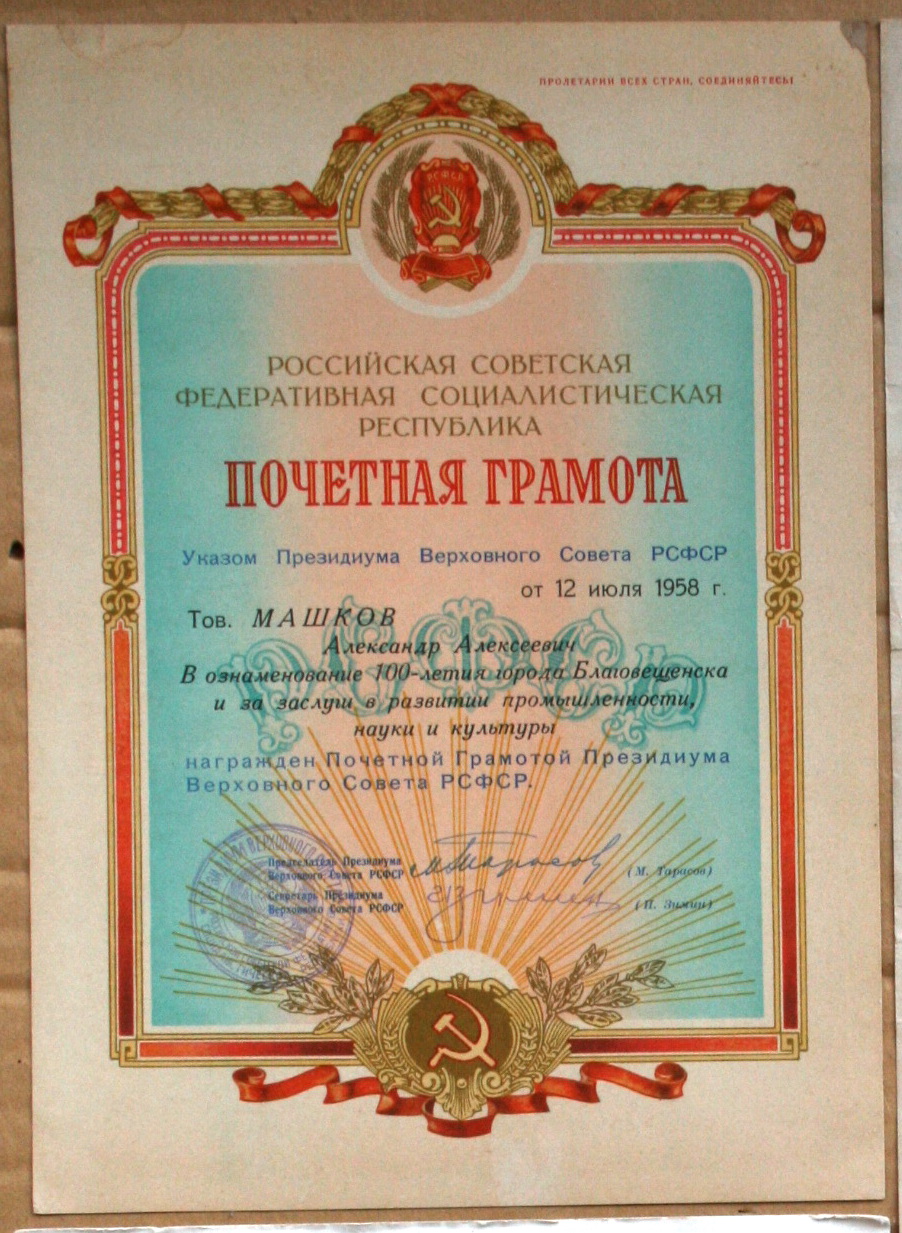 ПРОЛЕТАРИИ ВСЕХ СТРАН, СОЕДИНЯЙТЕСЬ!
РСФСР
РОССИЙСКАЯ СОВЕТСКАЯ
ФЕДЕРАТИВНАЯ СОЦИАЛИСТИЧЕСКАЯ
РЕСПУБЛИКА
ПОЧЕТНАЯ ГРАМОТА
Указом Президиума Верховного Совета РСФСР
от 12 июля 1958 г.
Тов. МАШКОВ
Александр Алексеевич
В ознаменование 100-летия города Благовещенска
и за заслуги в развитии промышленности,
науки и культуры
РСФСР
награжден Почетной Грамотой Президиума
Верховного Совета РСФСР.
Председатель Президиума
Верховного Совета РСФСР
М Тарасов
(М. Тарасов)
Секретарь Президиума
Верховного Совета РСФСР
(И. Зимин)